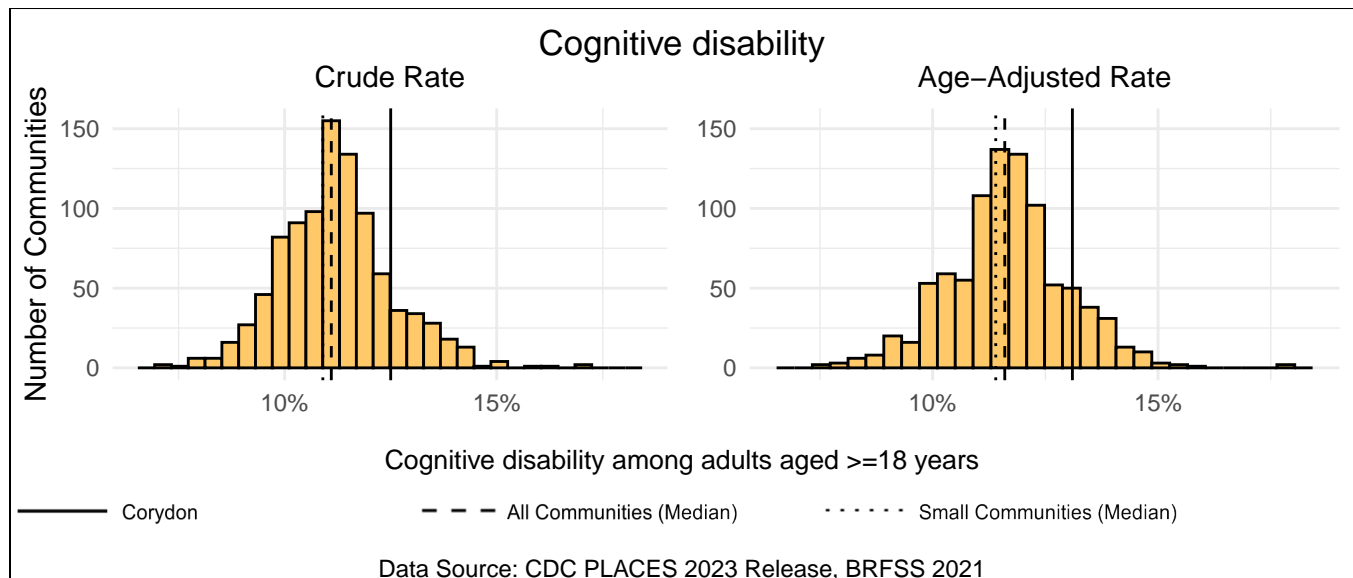 Cognitive disability
Crude Rate
Age−Adjusted Rate
Number of Communities
150
100
50
0
10%
15%
150
100
50
0
10%
15%
Cognitive disability among adults aged >=18 years
Corydon
All Communities (Median)
Small Communities (Median)
Data Source: CDC PLACES 2023 Release, BRFSS 2021